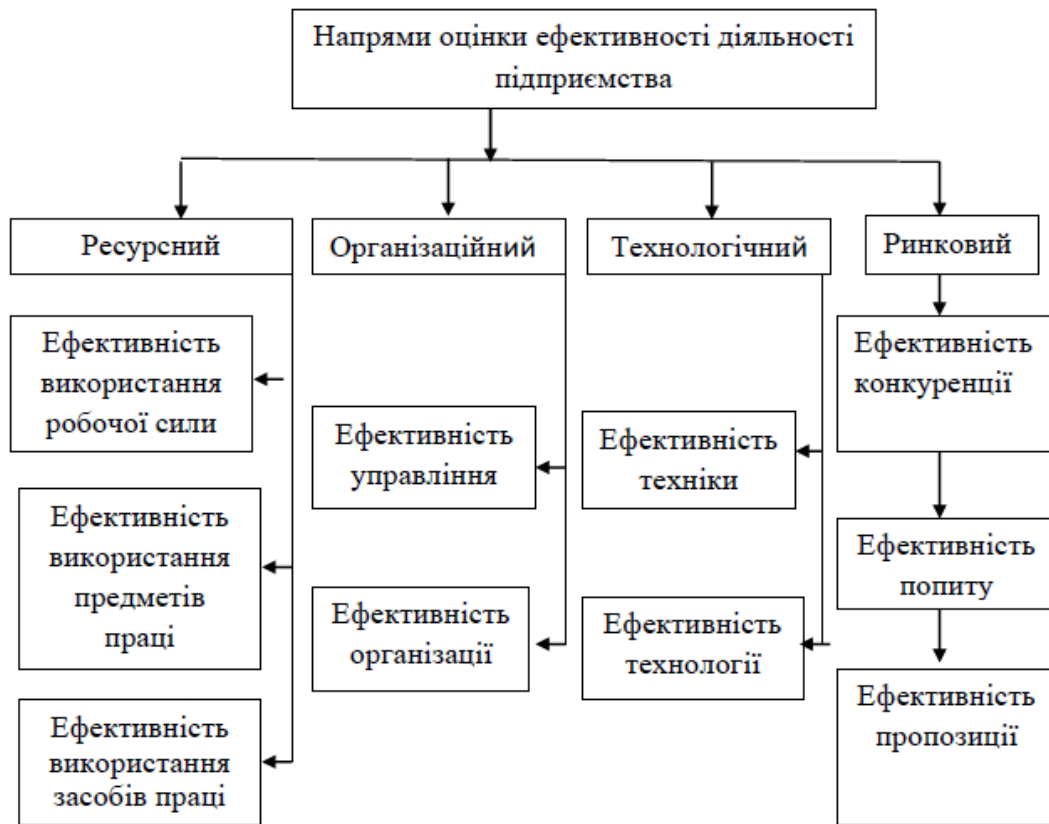 Напрями оцінки ефективності діяльності
підприємства
Ресурсний
Організаційний
Технологічний
Ринковий
Ефективність
використання
робочої сили
Ефективність
використання
предметів
праці
Ефективність
використання
засобів праці
Ефективність
управління
Ефективність
організації
Ефективність
техніки
Ефективність
технології
Ефективність
конкуренції
Ефективність
попиту
Ефективність
пропозиції